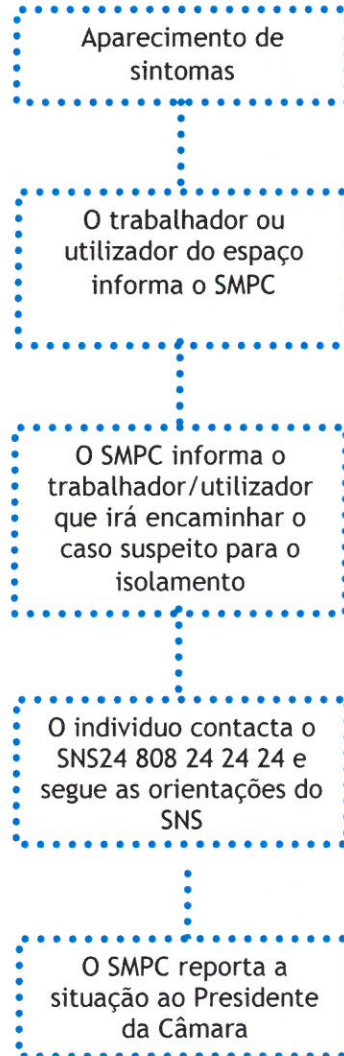 Aparecimento de
sintomas
O trabalhador ou
utilizador do espaço
informa o SMPC
O SMPC informa o
trabalhador/utilizador
que irá encaminhar o
caso suspeito para o
isolamento
O individuo contacta o
SNS24 808 24 24 24 e
segue as orientações do
SNS
O SMPC reporta a
situação ao Presidente
da Câmara